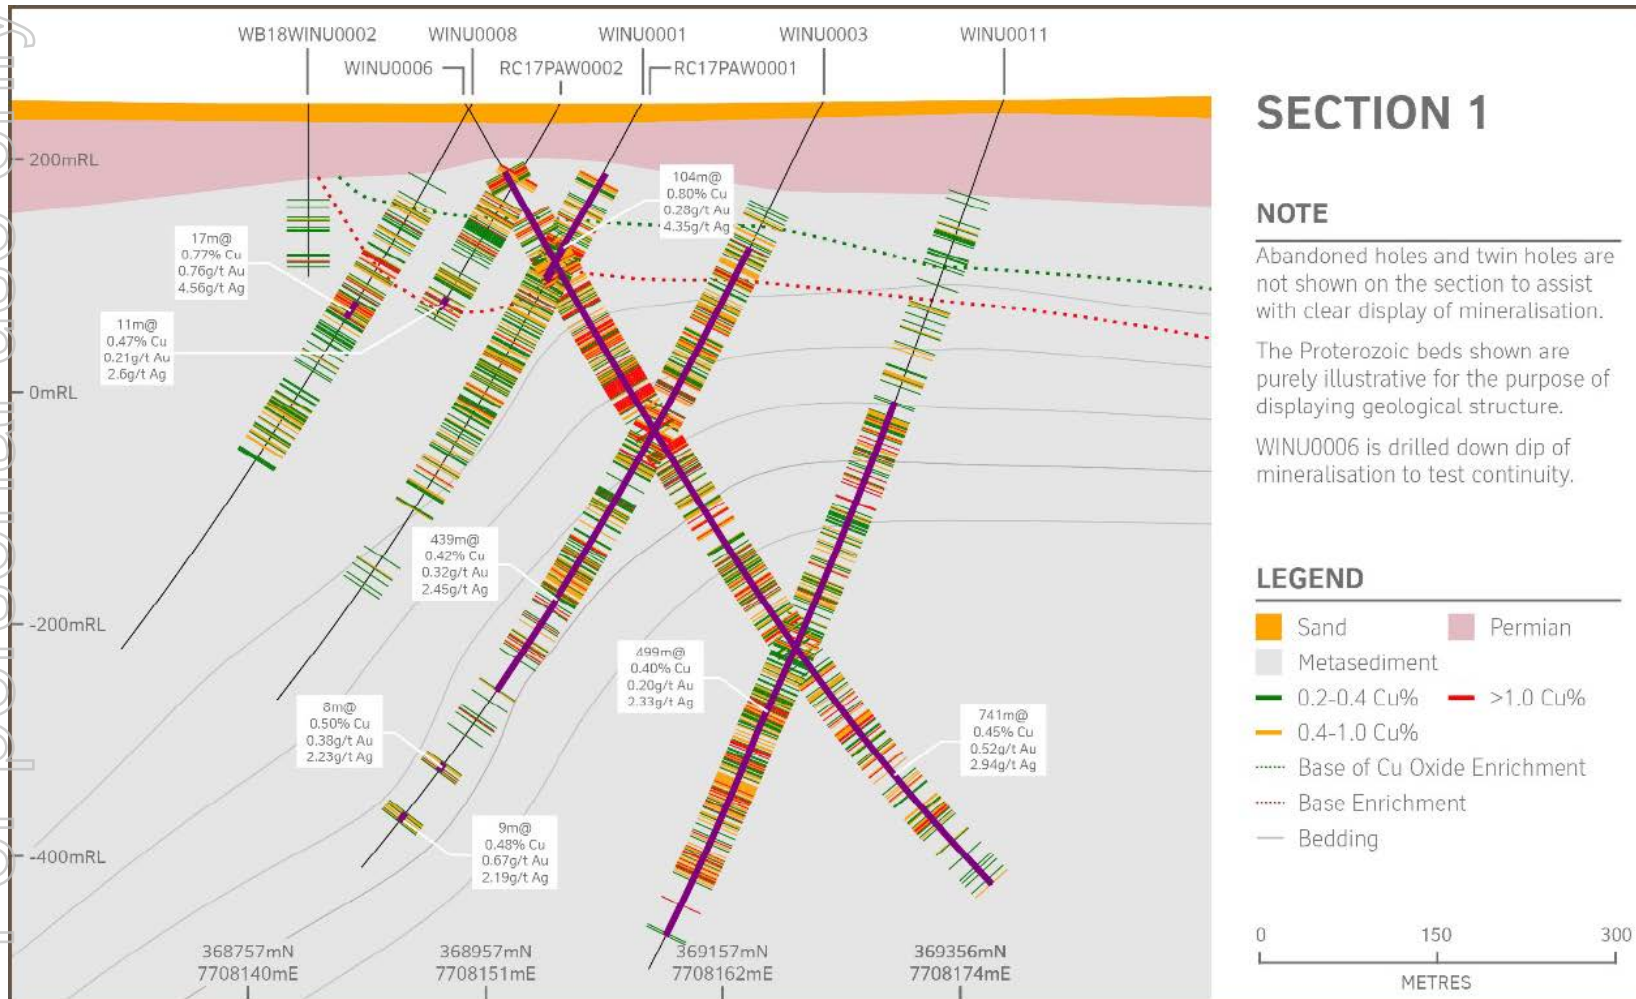 WB18WINU0002
WINU0008
WINU0001
WINU0003
WINU0011
WINU0006
RC17PAW0002
RC17PAW0001
200mRL
0mRL
-200mRL
-400mRL
104m@
0.80% Cu
0.28g/t Au
4.35g/t Ag
17m@
0.77% Cu
0.76g/t Au
4.56g/t Ag
11m@
0.47% Cu
0.21g/t Au
2.6g/t Ag
439m@
0.42% Cu
0.32g/t Au
2.45g/t Ag
499m@
0.40% Cu
0.20g/t Au
2.33g/t Ag
8m@
0.50% Cu
0.38g/t Au
2.23g/t Ag
741m@
0.45% Cu
0.52g/t Au
2.94g/t Ag
9m@
0.48% Cu
0.67g/t Au
2.19g/t Ag
368757mN
7708140mE
368957mN
7708151mE
369157mN
7708162mE
369356mN
7708174mE
SECTION 1
NOTE
Abandoned holes and twin holes are
not shown on the section to assist
with clear display of mineralisation.
The Proterozoic beds shown are
purely illustrative for the purpose of
displaying geological structure.
WINU0006 is drilled down dip of
mineralisation to test continuity.
LEGEND
Sand
Permian
Metasediment
0.2-0.4 Cu%
>1.0 Cu%
0.4-1.0 Cu%
Base of Cu Oxide Enrichment
Base Enrichment
Bedding
0 150 300
METRES